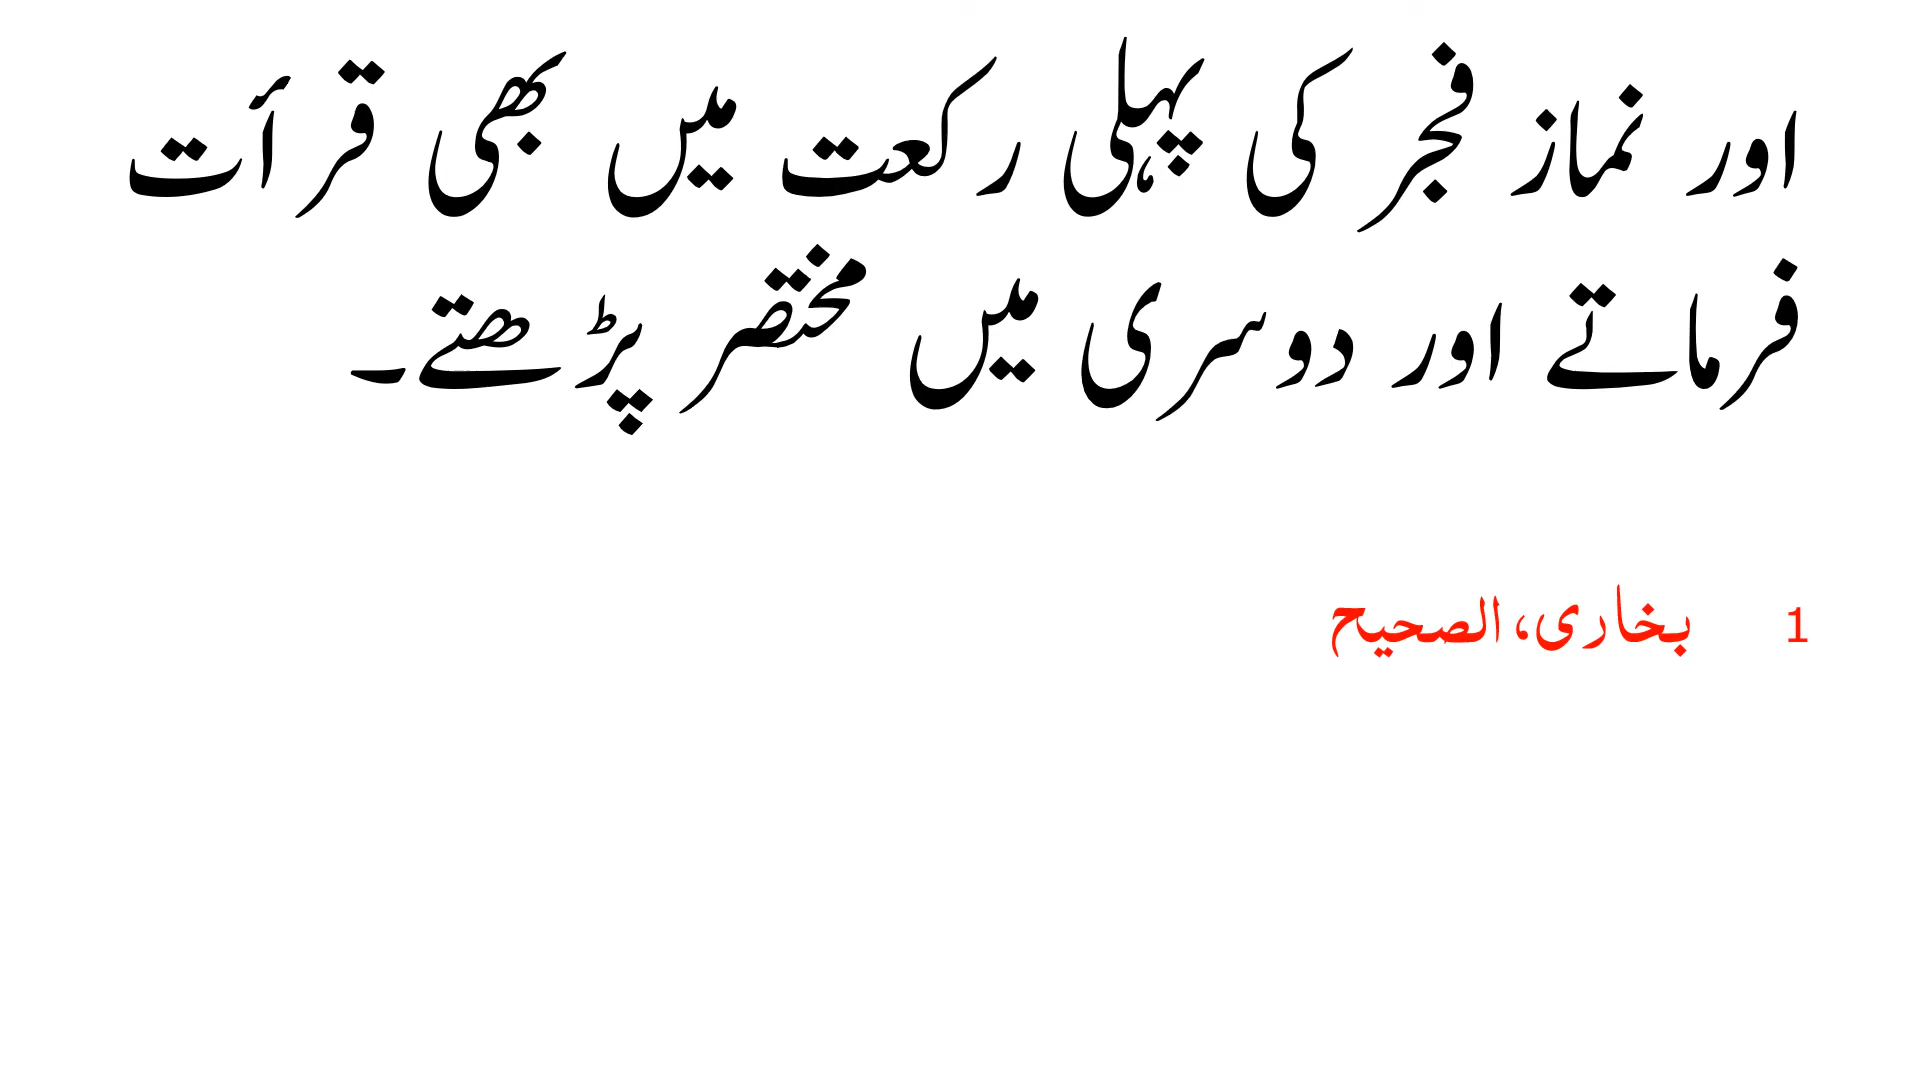 اور نماز فجر کی پہلی رکعت میں بھی قرأت
فرماتے اور دوسری میں مختصر پڑھتے۔
1 بخاری، الصحیح